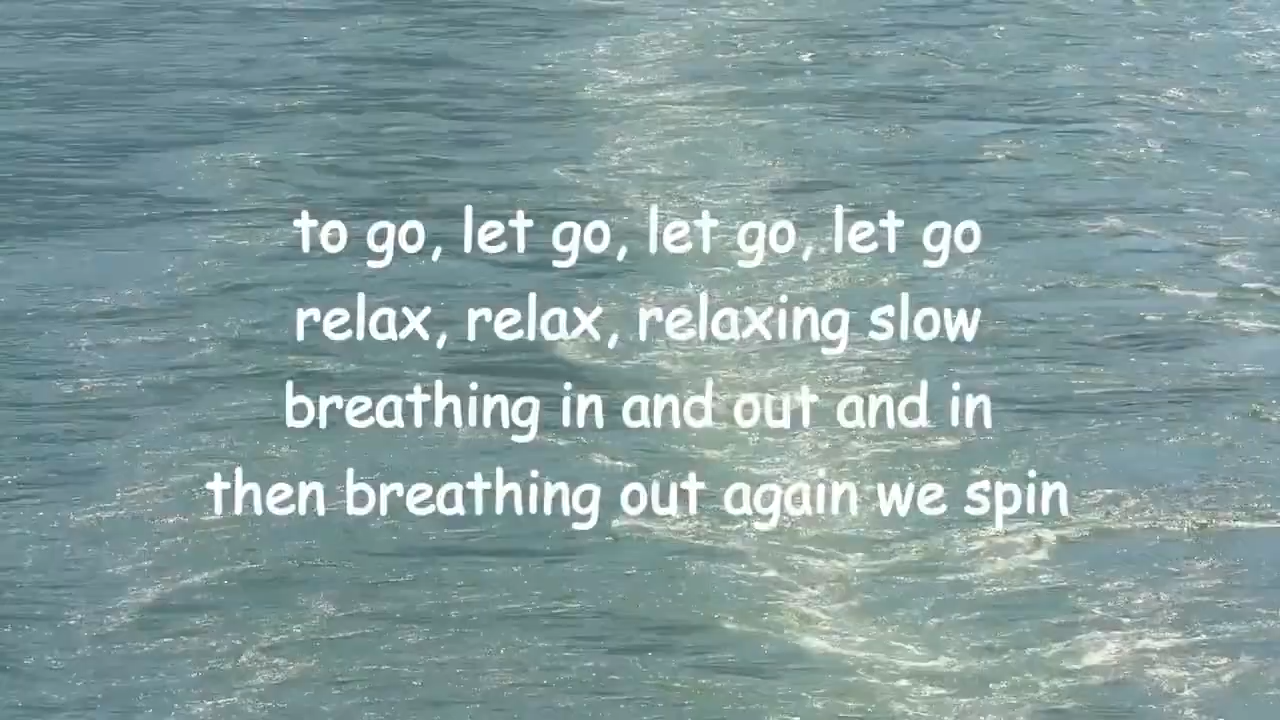 to go, let go, let go, let go
relax, relax, relaxing slow
breathing in and out and in
then breathing out again we spin